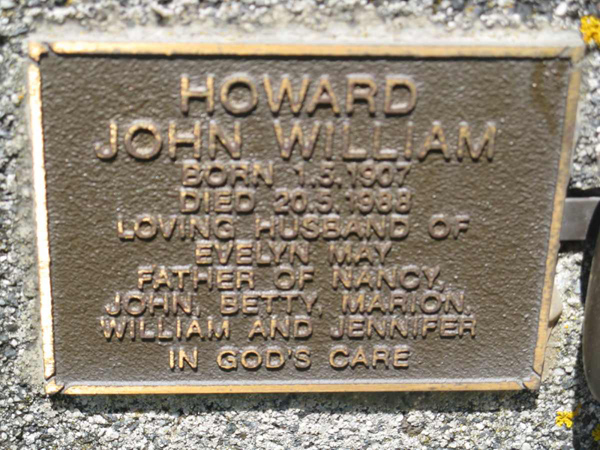 HOWARD
JOHN WILLIAM
BORN 1.5.1907
DIED 20.5.1988
LOVING HUSBAND OF
EVELYN MAY
FATHER OF NANCY,
JOHN, BETTY, MARION,
WILLIAM AND JENNIFER
IN GOD'S CARE